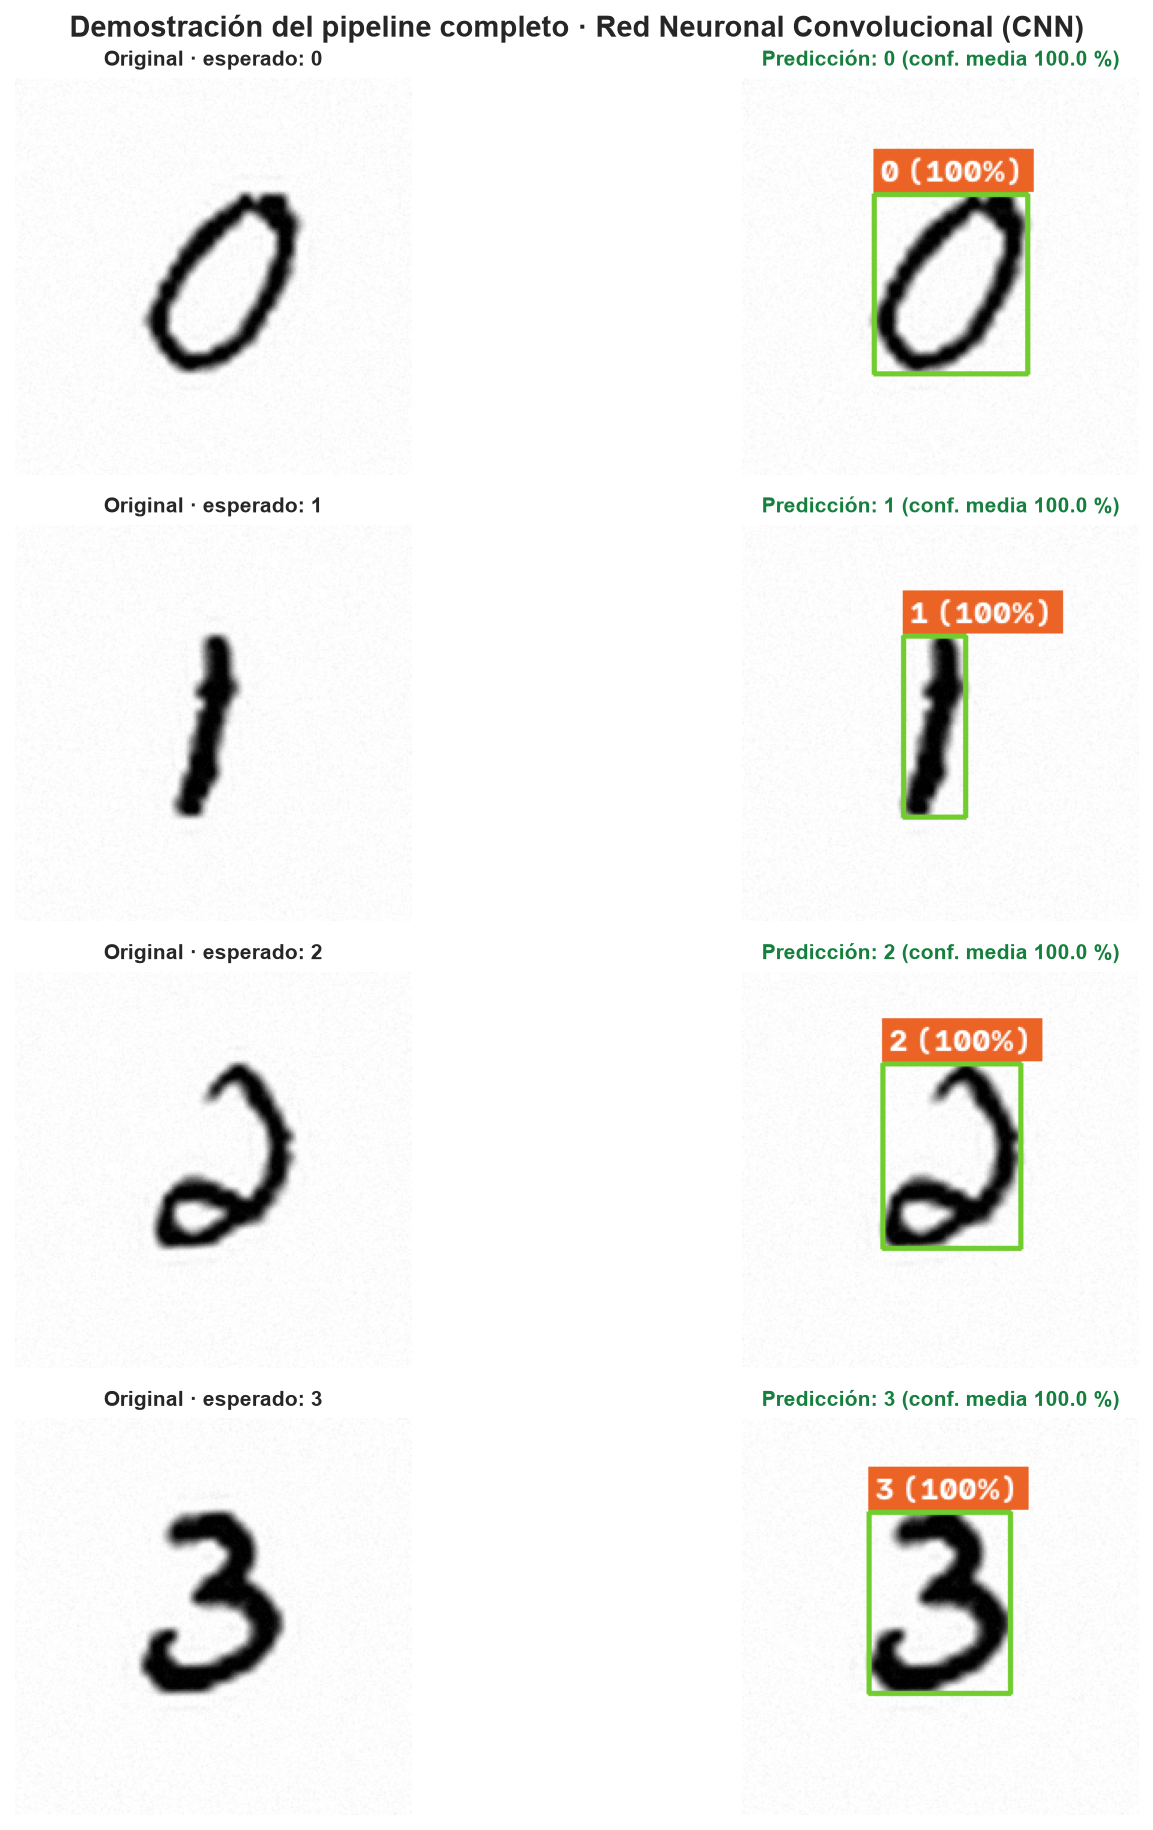 Demostración del pipeline completo · Red Neuronal Convolucional (CNN)
Original · esperado: 0
Predicción: 0 (conf. media 100.0 %)
0
0 (100%)
0
Original · esperado: 1
Predicción: 1 (conf. media 100.0 %)
1
1 (100%)
1
Original · esperado: 2
Predicción: 2 (conf. media 100.0 %)
2
2 (100%)
2
Original · esperado: 3
Predicción: 3 (conf. media 100.0 %)
3
3 (100%)
3